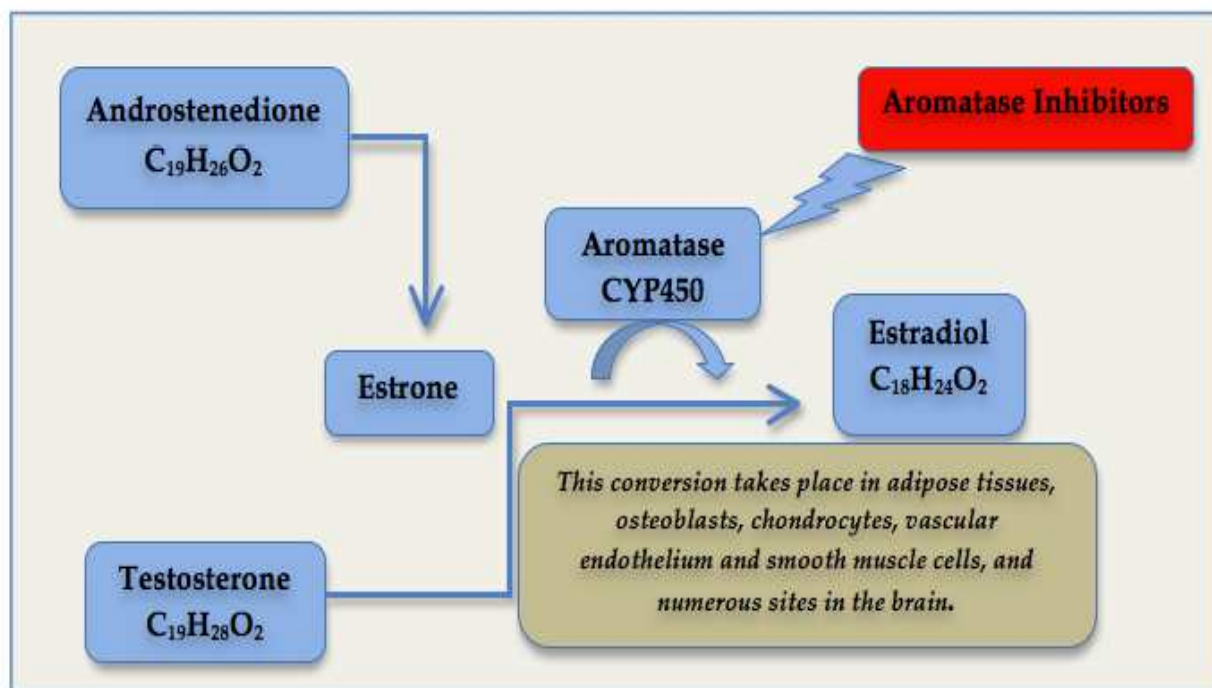 Androstenedione
C₁₉H₂₆O₂
Aromatase Inhibitors
Aromatase
CYP450
Estradiol
C₁₈H₂₄O₂
Estrone
This conversion takes place in adipose tissues,
osteoblasts, chondrocytes, vascular
endothelium and smooth muscle cells, and
numerous sites in the brain.
Testosterone
C₁₉H₂₈O₂